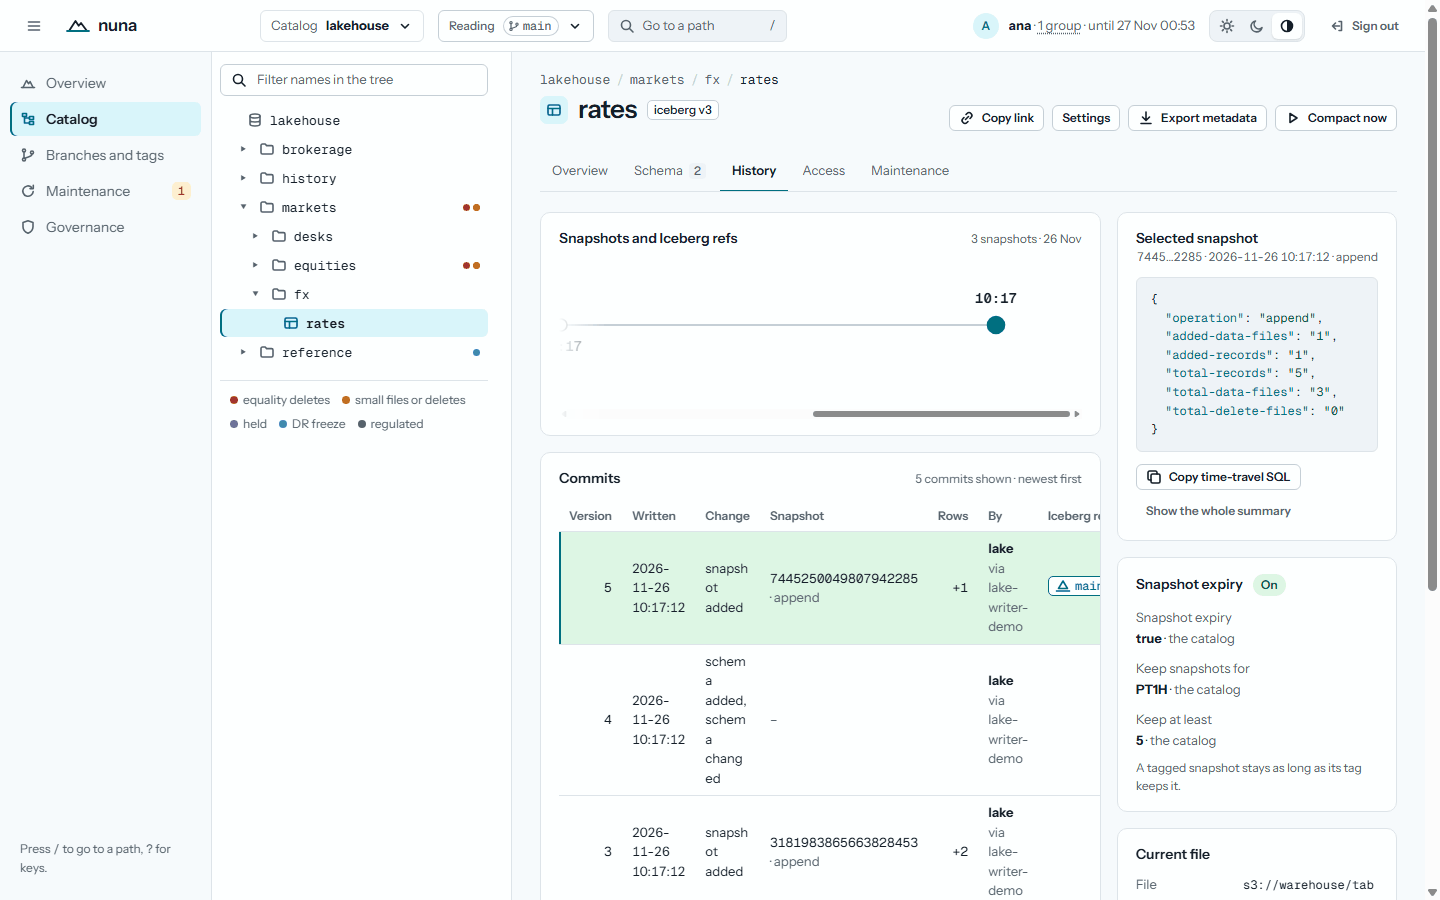 nuna
Catalog lakehouse
Reading main
Go to a path /
A ana · 1 group · until 27 Nov 00:53
Sign out
Overview
Catalog
Branches and tags
Maintenance 1
Governance
Press / to go to a path, ? for
keys.
Filter names in the tree
lakehouse
brokerage
history
markets
desks
equities
fx
rates
reference
equality deletes small files or deletes
held DR freeze regulated
lakehouse / markets / fx / rates
rates iceberg v3
Copy link Settings Export metadata Compact now
Overview Schema 2 History Access Maintenance
Snapshots and Iceberg refs 3 snapshots · 26 Nov
10:17
17
Commits 5 commits shown · newest first
Version Written Change Snapshot Rows By Iceberg re
5 2026-11-26 10:17:12 snapshot added 7445250049807942285 · append +1 lake via lake-writer-demo main
4 2026-11-26 10:17:12 schema added, schema changed – lake via lake-writer-demo
3 2026-11-26 10:17:12 snapshot added 3181983865663828453 · append +2 lake via lake-writer-demo
Selected snapshot
7445…2285 · 2026-11-26 10:17:12 · append
{
"operation": "append",
"added-data-files": "1",
"added-records": "1",
"total-records": "5",
"total-data-files": "3",
"total-delete-files": "0"
}
Copy time-travel SQL
Show the whole summary
Snapshot expiry On
Snapshot expiry
true · the catalog
Keep snapshots for
PT1H · the catalog
Keep at least
5 · the catalog
A tagged snapshot stays as long as its tag
keeps it.
Current file
File s3://warehouse/tab